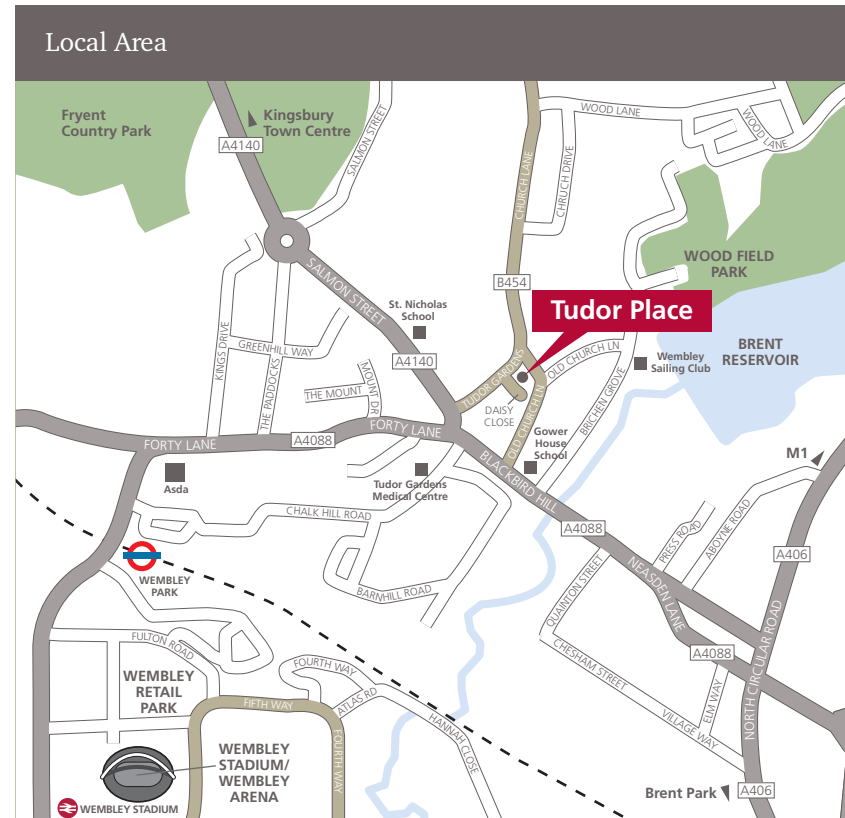 Local Area
Fryent
Country Park
Kingsbury
Town Centre
A4140
SALMON STREET
WOOD LANE
WOOD LANE
CHURCH LANE
CHRUCH DRIVE
WOOD FIELD
PARK
SALMON STREET
B454
St. Nicholas
School
Tudor Place
BRENT
RESERVOIR
KINGS DRIVE
GREENHILL WAY
THE PADDOCKS
A4140
TUDOR GARDENS
OLD CHURCH LN
Wembley
Sailing Club
THE MOUNT
MOUNT DR
DAISY
CLOSE
OLD CHURCH LN
BRICHEN GROVE
FORTY LANE
A4088
FORTY LANE
Gower
House
School
BLACKBIRD HILL
M1
Asda
Tudor Gardens
Medical Centre
CHALK HILL ROAD
A4088
PRESS ROAD
ABOYNE ROAD
A406
WEMBLEY
PARK
BARNHILL ROAD
QUAINTON STREET
NEASDEN LANE
NORTH CIRCULAR ROAD
FULTON ROAD
FOURTH WAY
CHESHAM STREET
A4088
WEMBLEY
RETAIL
PARK
FIFTH WAY
ATLAS RD
HANNAH CLOSE
ELM WAY
VILLAGE WAY
FOURTH WAY
WEMBLEY
STADIUM/
WEMBLEY
ARENA
WEMBLEY STADIUM
Brent Park
A406